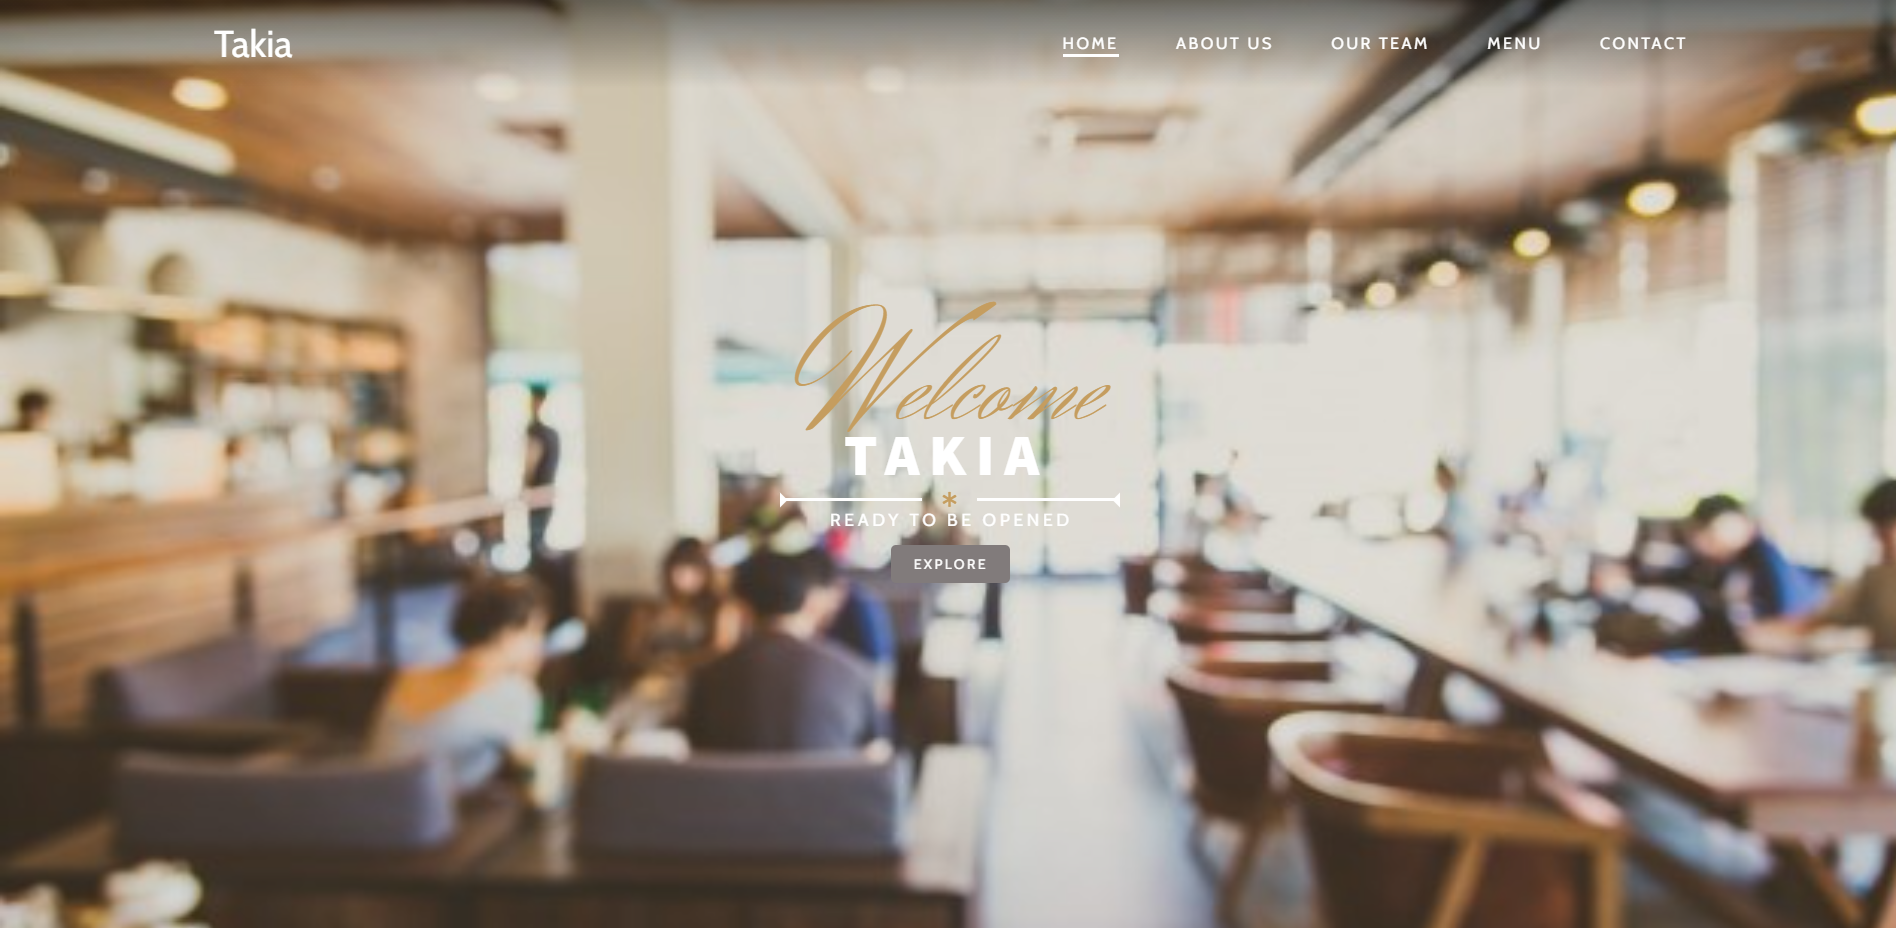 Takia
HOME ABOUT US OUR TEAM MENU CONTACT
Welcome
TAKIA
*
READY TO BE OPENED
EXPLORE